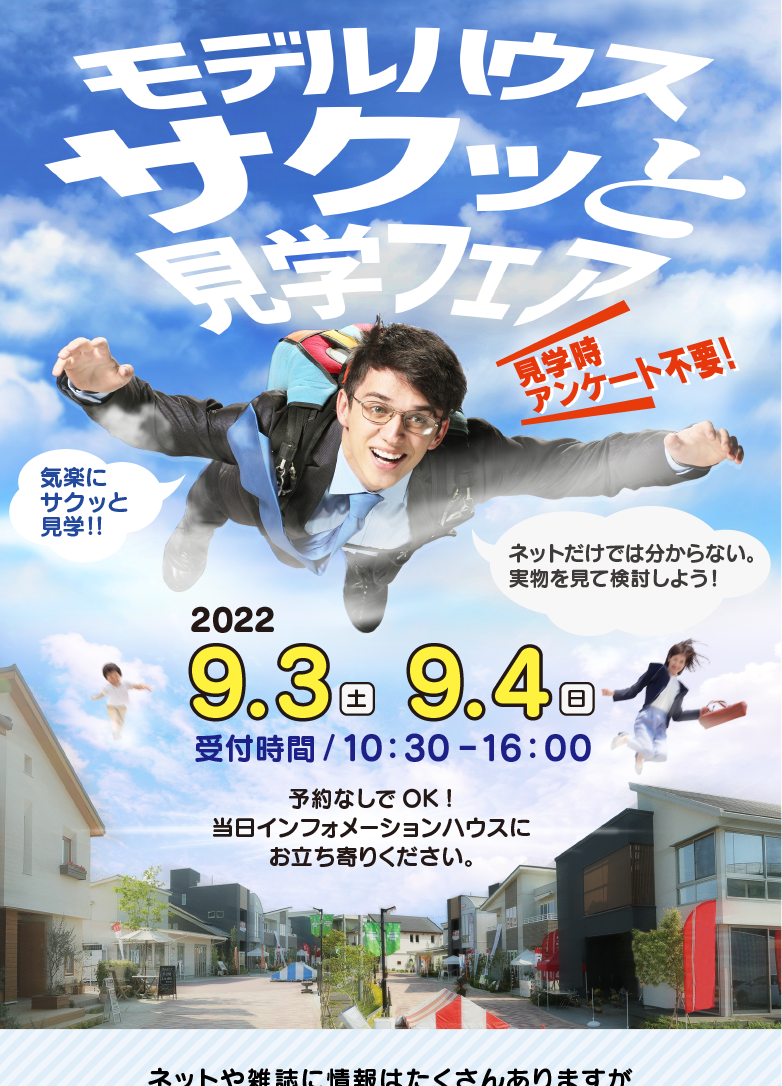 モデルハウス
サクッと
見学フェア
見学時
アンケート不要!
気楽に
サクッと
見学!!
ネットだけでは分からない。
実物を見て検討しよう!
2022
9.3土 9.4日
受付時間/10:30-16:00
予約なしでOK!
当日インフォメーションハウスに
お立ち寄りください。
ネットや雑誌に情報はたくさんありますが